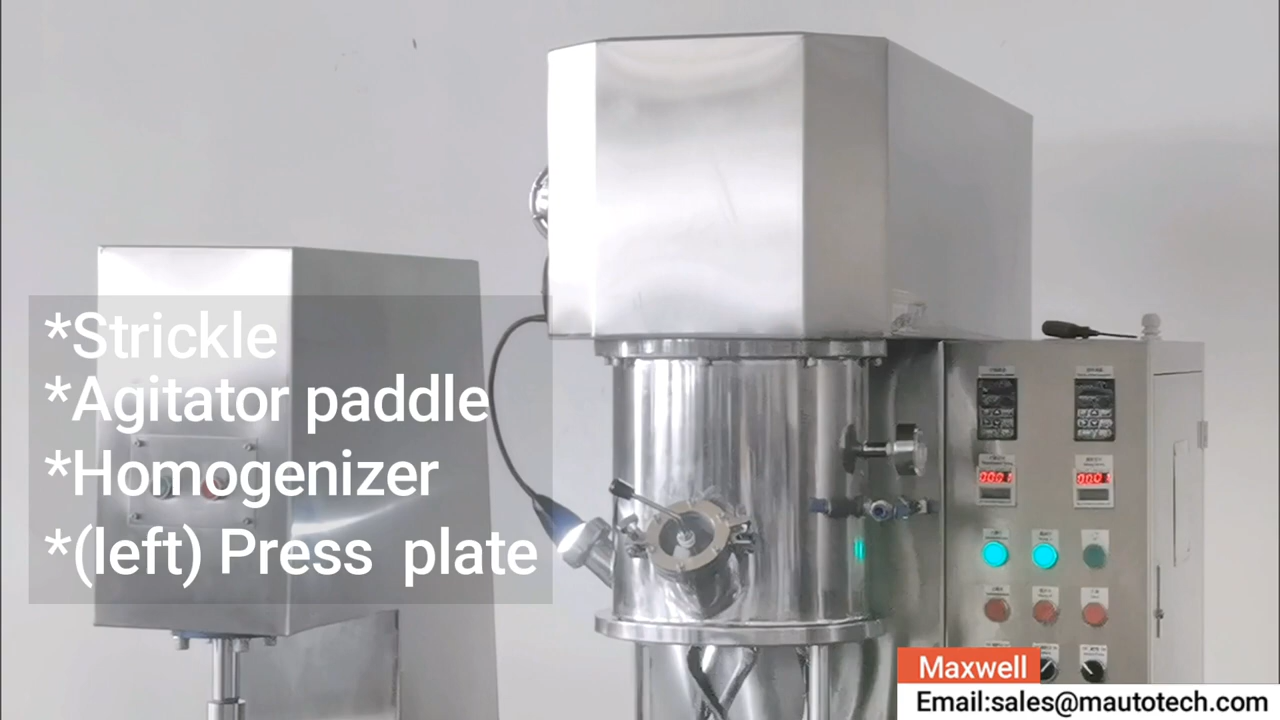 *Strickle
*Agitator paddle
*Homogenizer
*(left) Press plate
Maxwell
Email:sales@mautotech.com